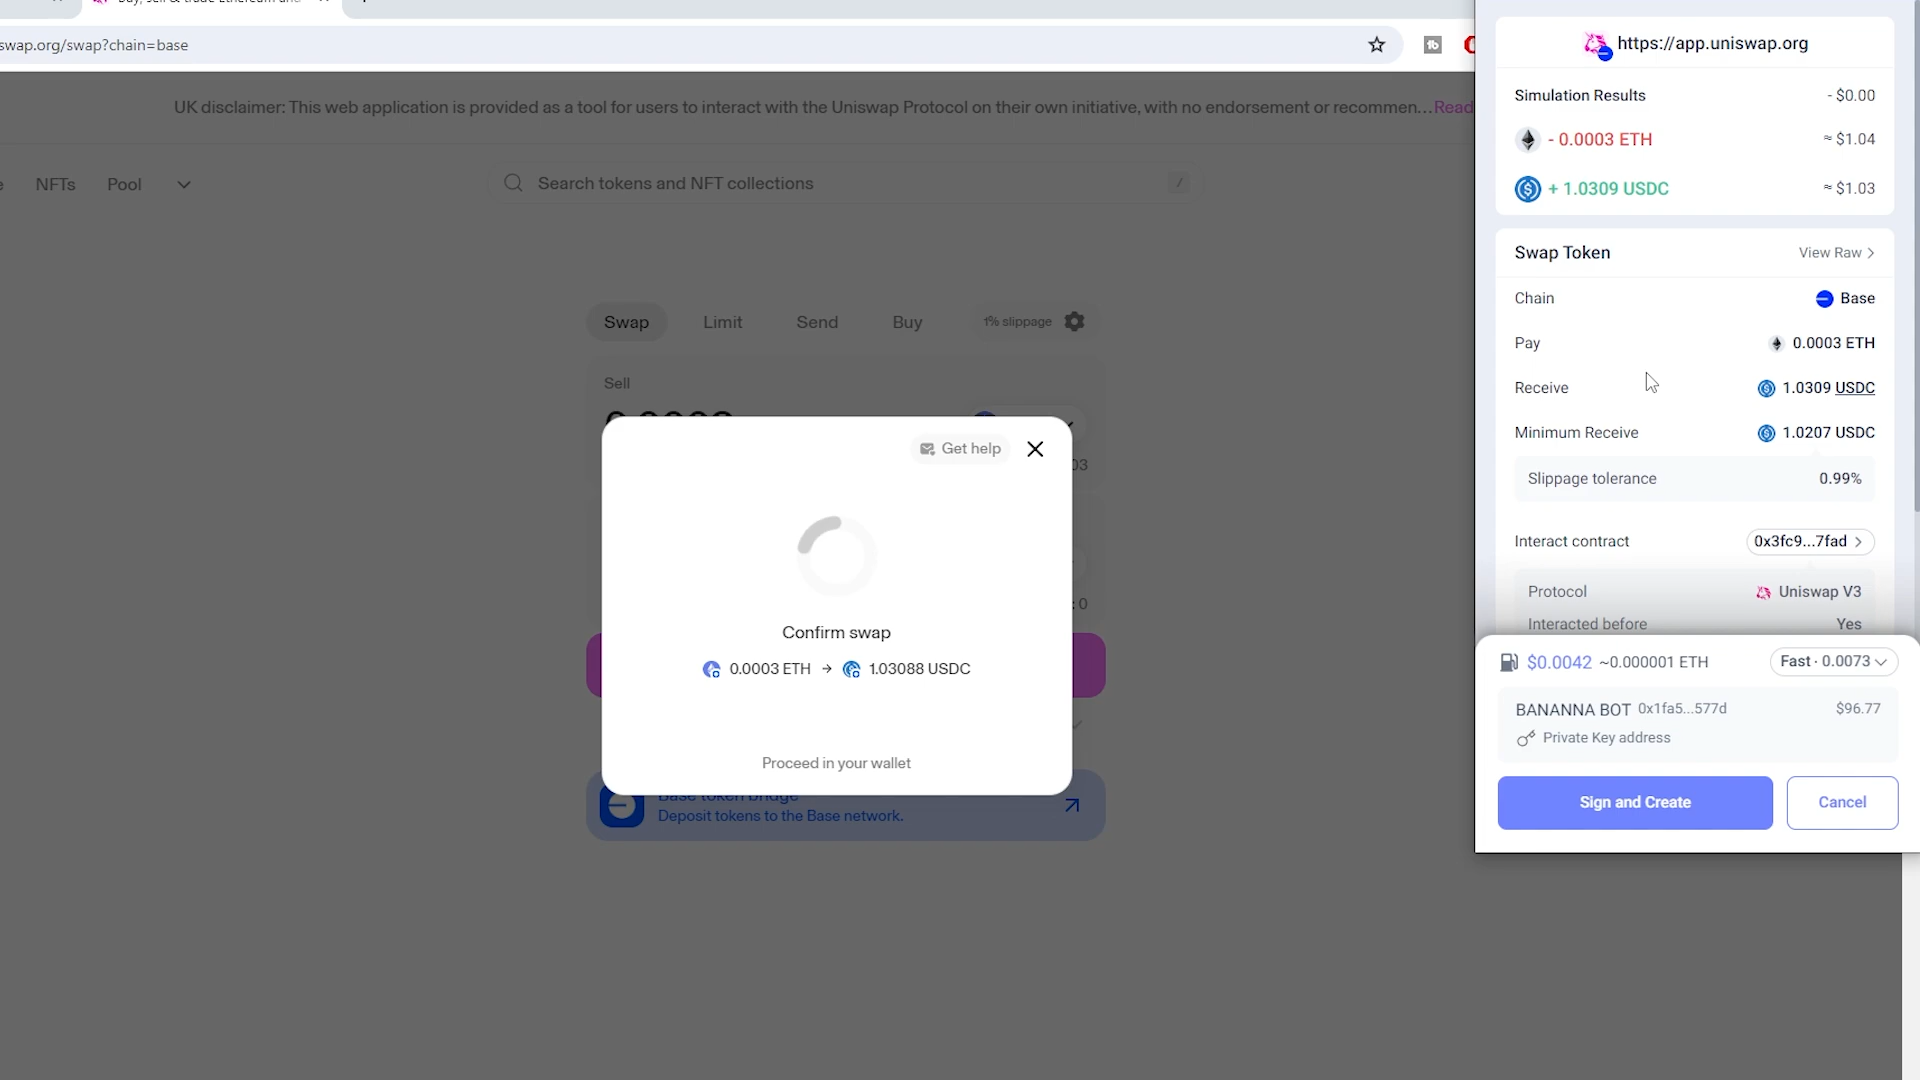 swap.org/swap?chain=base
UK disclaimer: This web application is provided as a tool for users to interact with the Uniswap Protocol on their own initiative, with no endorsement or recommen... Read
NFTs
Pool
Search tokens and NFT collections
/
Swap
Limit
Send
Buy
1% slippage
Sell
Get help
Confirm swap
0.0003 ETH → 1.03088 USDC
Proceed in your wallet
Base token bridge
Deposit tokens to the Base network.
https://app.uniswap.org
Simulation Results
- $0.00
- 0.0003 ETH
≈ $1.04
+ 1.0309 USDC
≈ $1.03
Swap Token
View Raw >
Chain
Base
Pay
0.0003 ETH
Receive
1.0309 USDC
Minimum Receive
1.0207 USDC
Slippage tolerance
0.99%
Interact contract
0x3fc9...7fad >
Protocol
Uniswap V3
Interacted before
Yes
$0.0042 ~0.000001 ETH
Fast · 0.0073
BANANNA BOT 0x1fa5...577d
$96.77
Private Key address
Sign and Create
Cancel